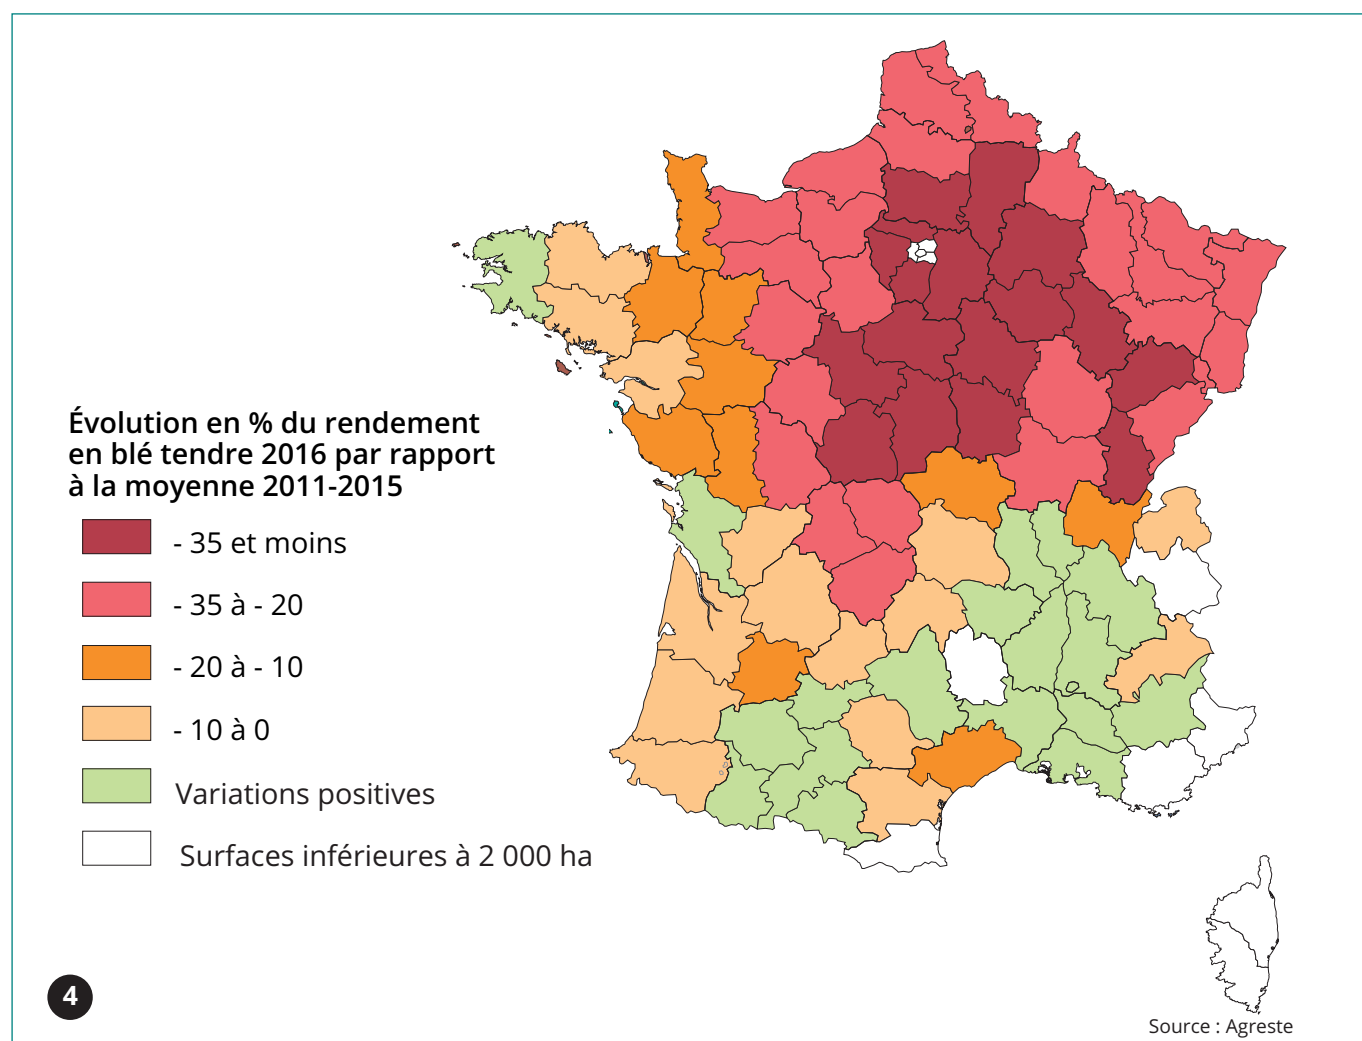 Évolution en % du rendement
en blé tendre 2016 par rapport
à la moyenne 2011-2015
- 35 et moins
- 35 à - 20
- 20 à - 10
- 10 à 0
Variations positives
Surfaces inférieures à 2 000 ha
4
Source : Agreste